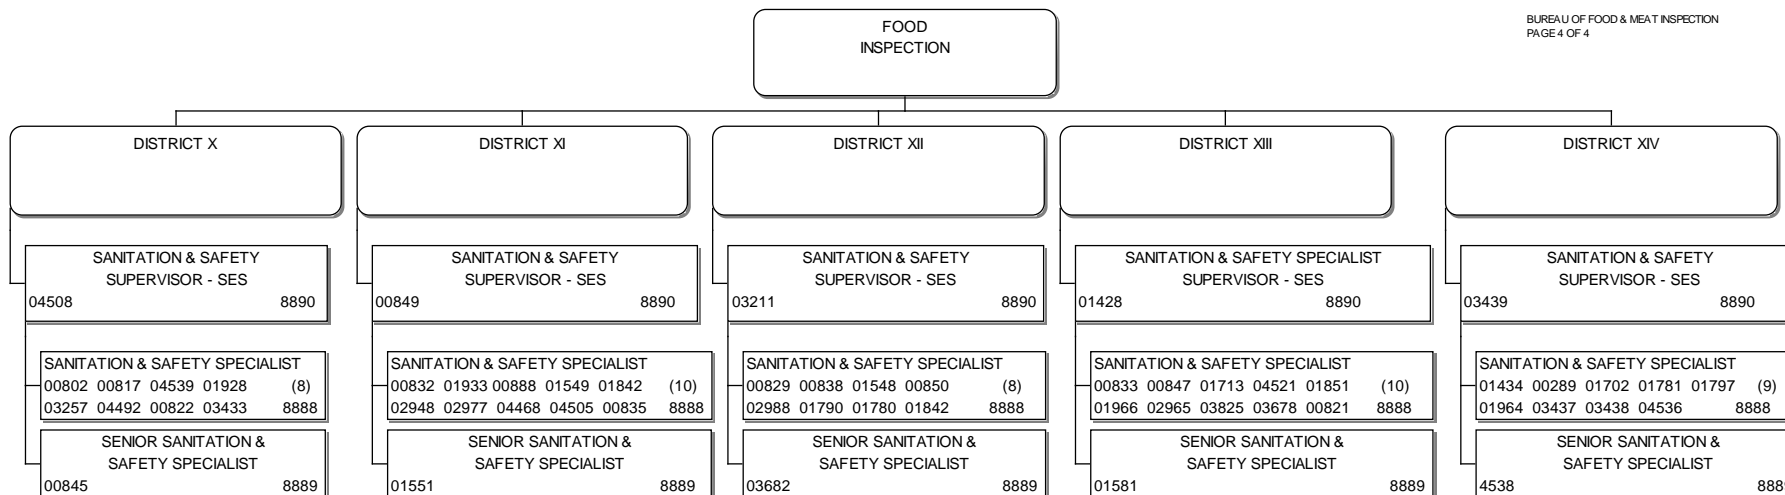 FOOD
INSPECTION
BUREAU OF FOOD & MEAT INSPECTION
PAGE 4 OF 4
DISTRICT X
DISTRICT XI
DISTRICT XII
DISTRICT XIII
DISTRICT XIV
SANITATION & SAFETY
SUPERVISOR - SES
04508 8890
SANITATION & SAFETY
SUPERVISOR - SES
00849 8890
SANITATION & SAFETY
SUPERVISOR - SES
03211 8890
SANITATION & SAFETY SPECIALIST
SUPERVISOR - SES
01428 8890
SANITATION & SAFETY
SUPERVISOR - SES
03439 8890
SANITATION & SAFETY SPECIALIST
00802 00817 04539 01928 (8)
03257 04492 00822 03433 8888
SANITATION & SAFETY SPECIALIST
00832 01933 00888 01549 01842 (10)
02948 02977 04468 04505 00835 8888
SANITATION & SAFETY SPECIALIST
00829 00838 01548 00850 (8)
02988 01790 01780 01842 8888
SANITATION & SAFETY SPECIALIST
00833 00847 01713 04521 01851 (10)
01966 02965 03825 03678 00821 8888
SANITATION & SAFETY SPECIALIST
01434 00289 01702 01781 01797 (9)
01964 03437 03438 04536 8888
SENIOR SANITATION &
SAFETY SPECIALIST
00845 8889
SENIOR SANITATION &
SAFETY SPECIALIST
01551 8889
SENIOR SANITATION &
SAFETY SPECIALIST
03682 8889
SENIOR SANITATION &
SAFETY SPECIALIST
01581 8889
SENIOR SANITATION &
SAFETY SPECIALIST
4538